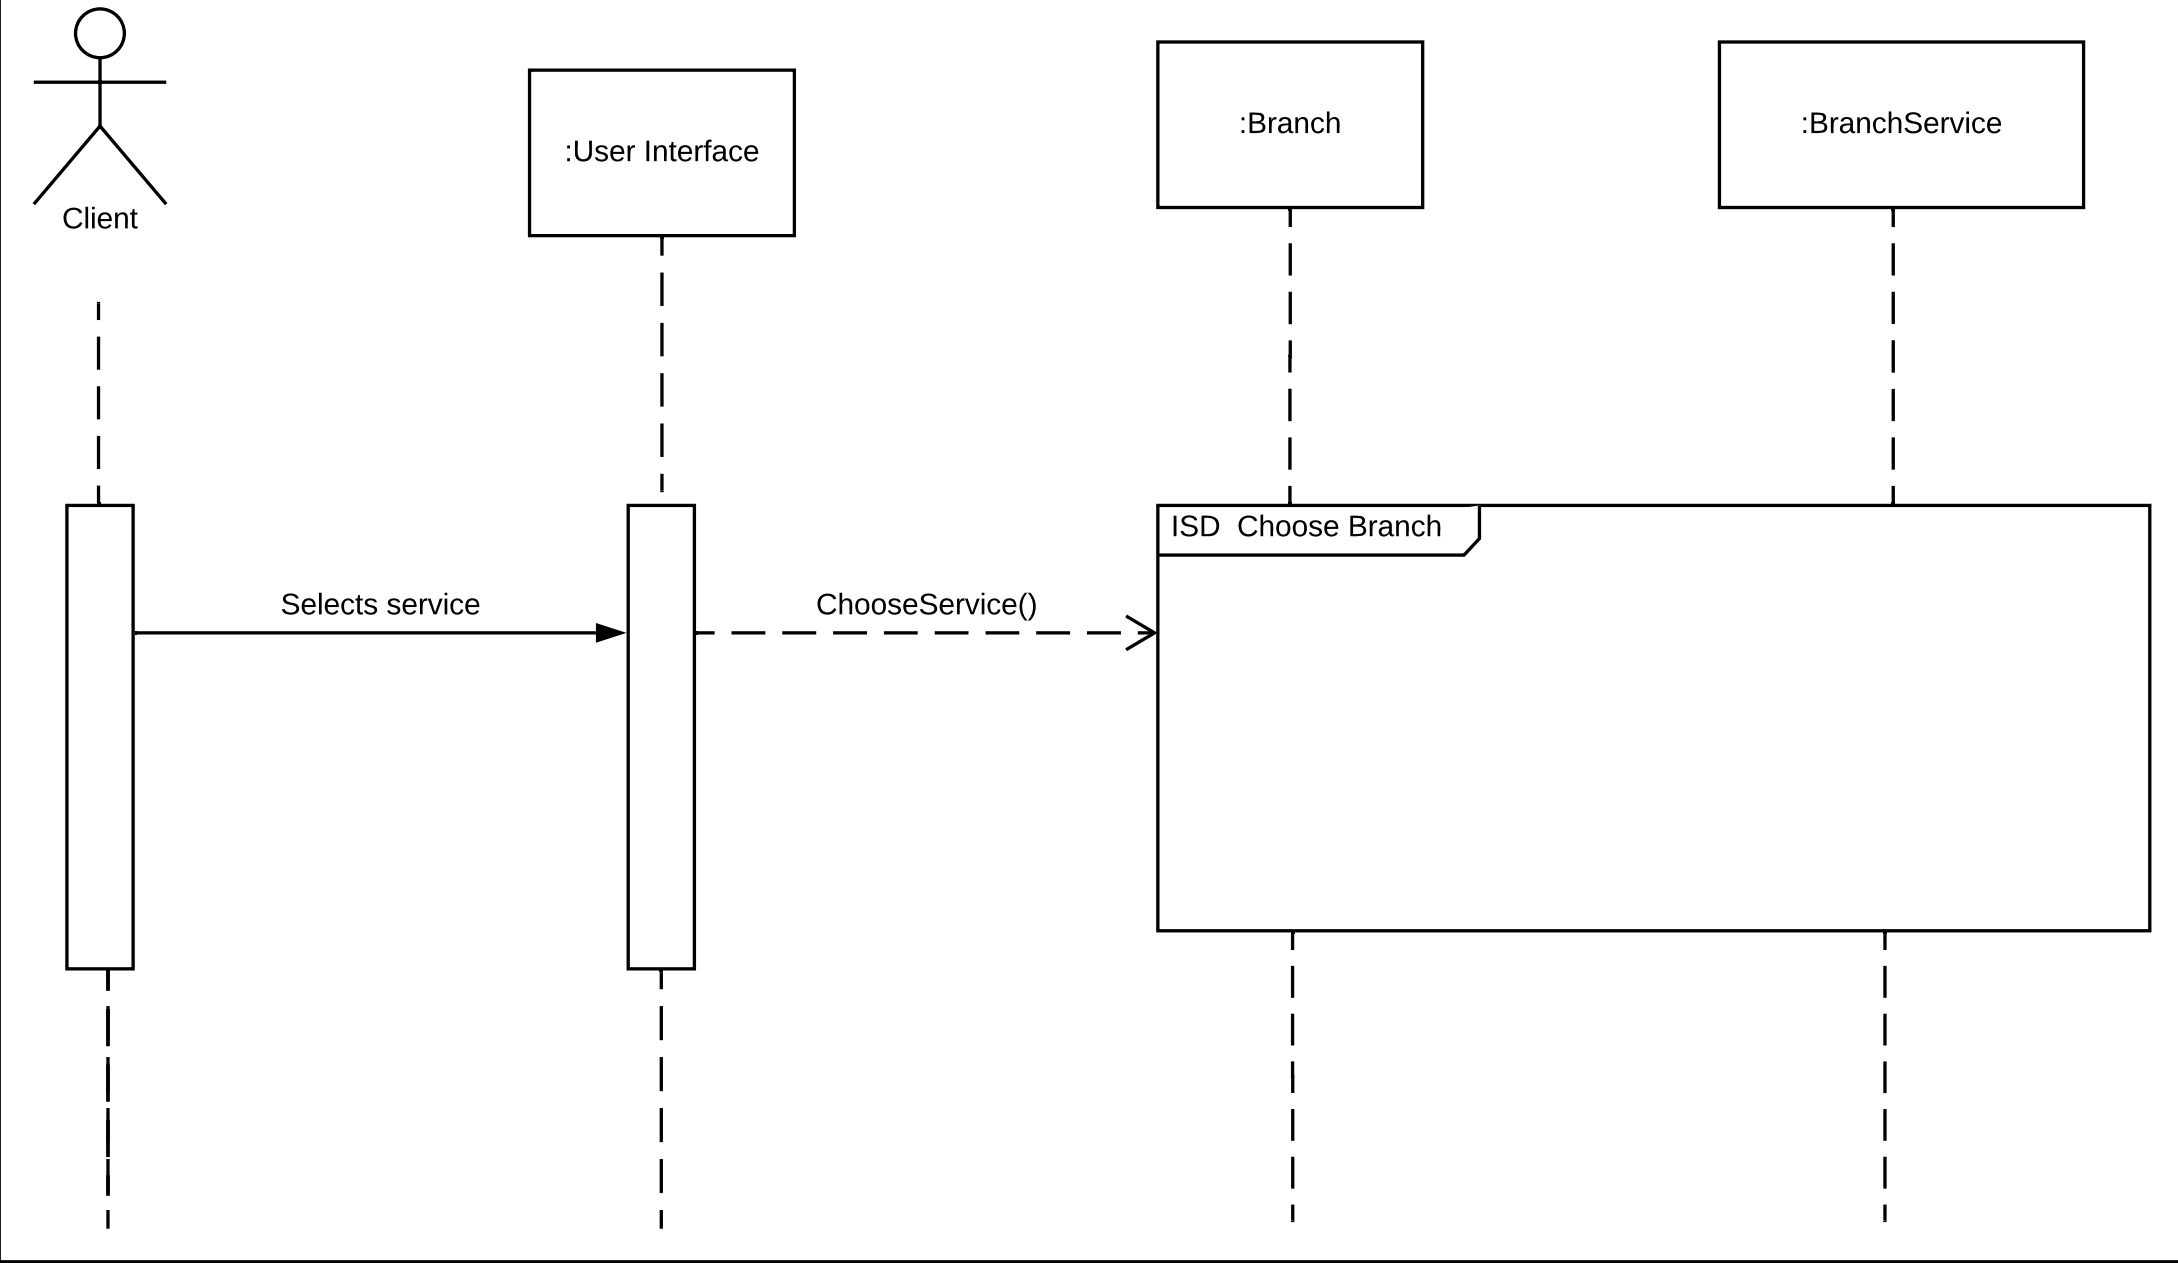 Client
:User Interface
:Branch
:BranchService
ISD  Choose Branch
Selects service
ChooseService()